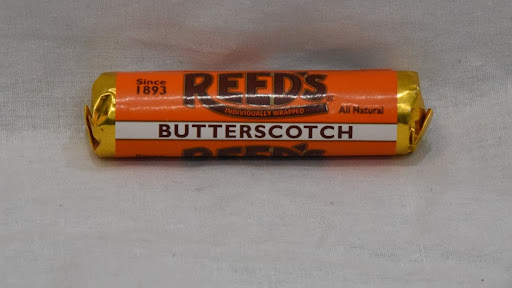 Since
1893
REED'S
INDIVIDUALLY WRAPPED
All Natural
BUTTERSCOTCH
REED'S